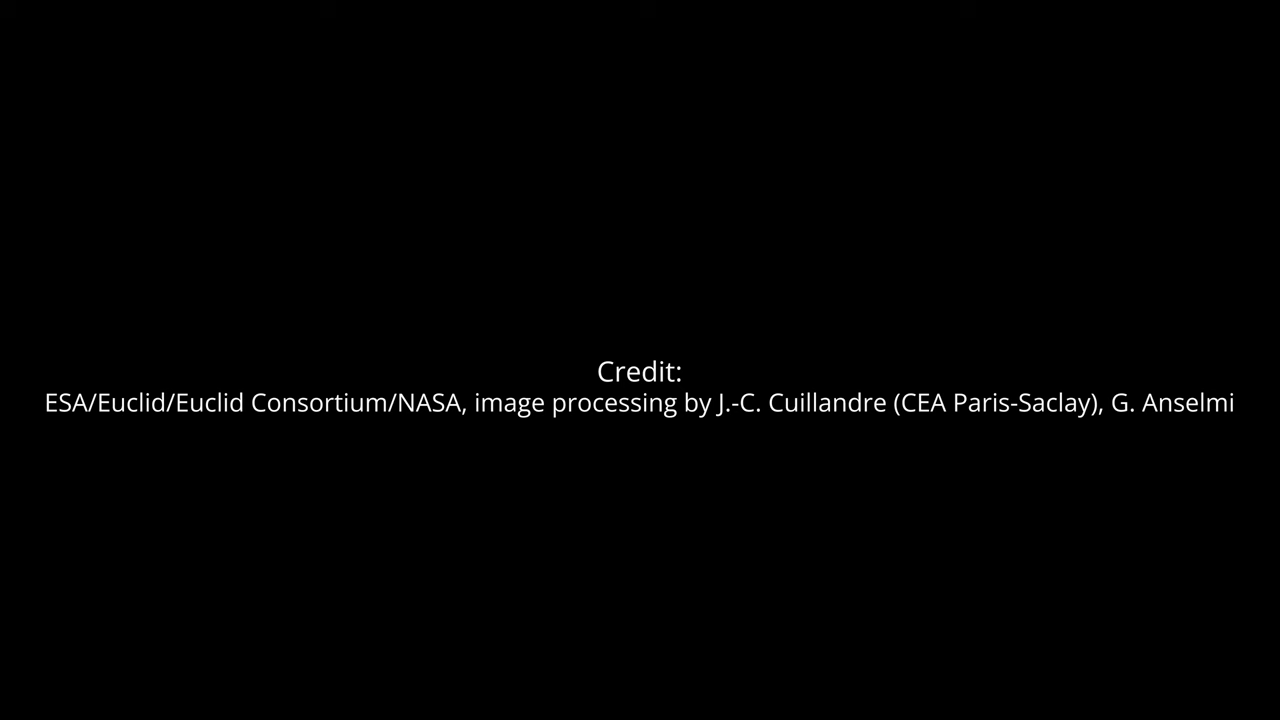 Credit:
ESA/Euclid/Euclid Consortium/NASA, image processing by J.-C. Cuillandre (CEA Paris-Saclay), G. Anselmi